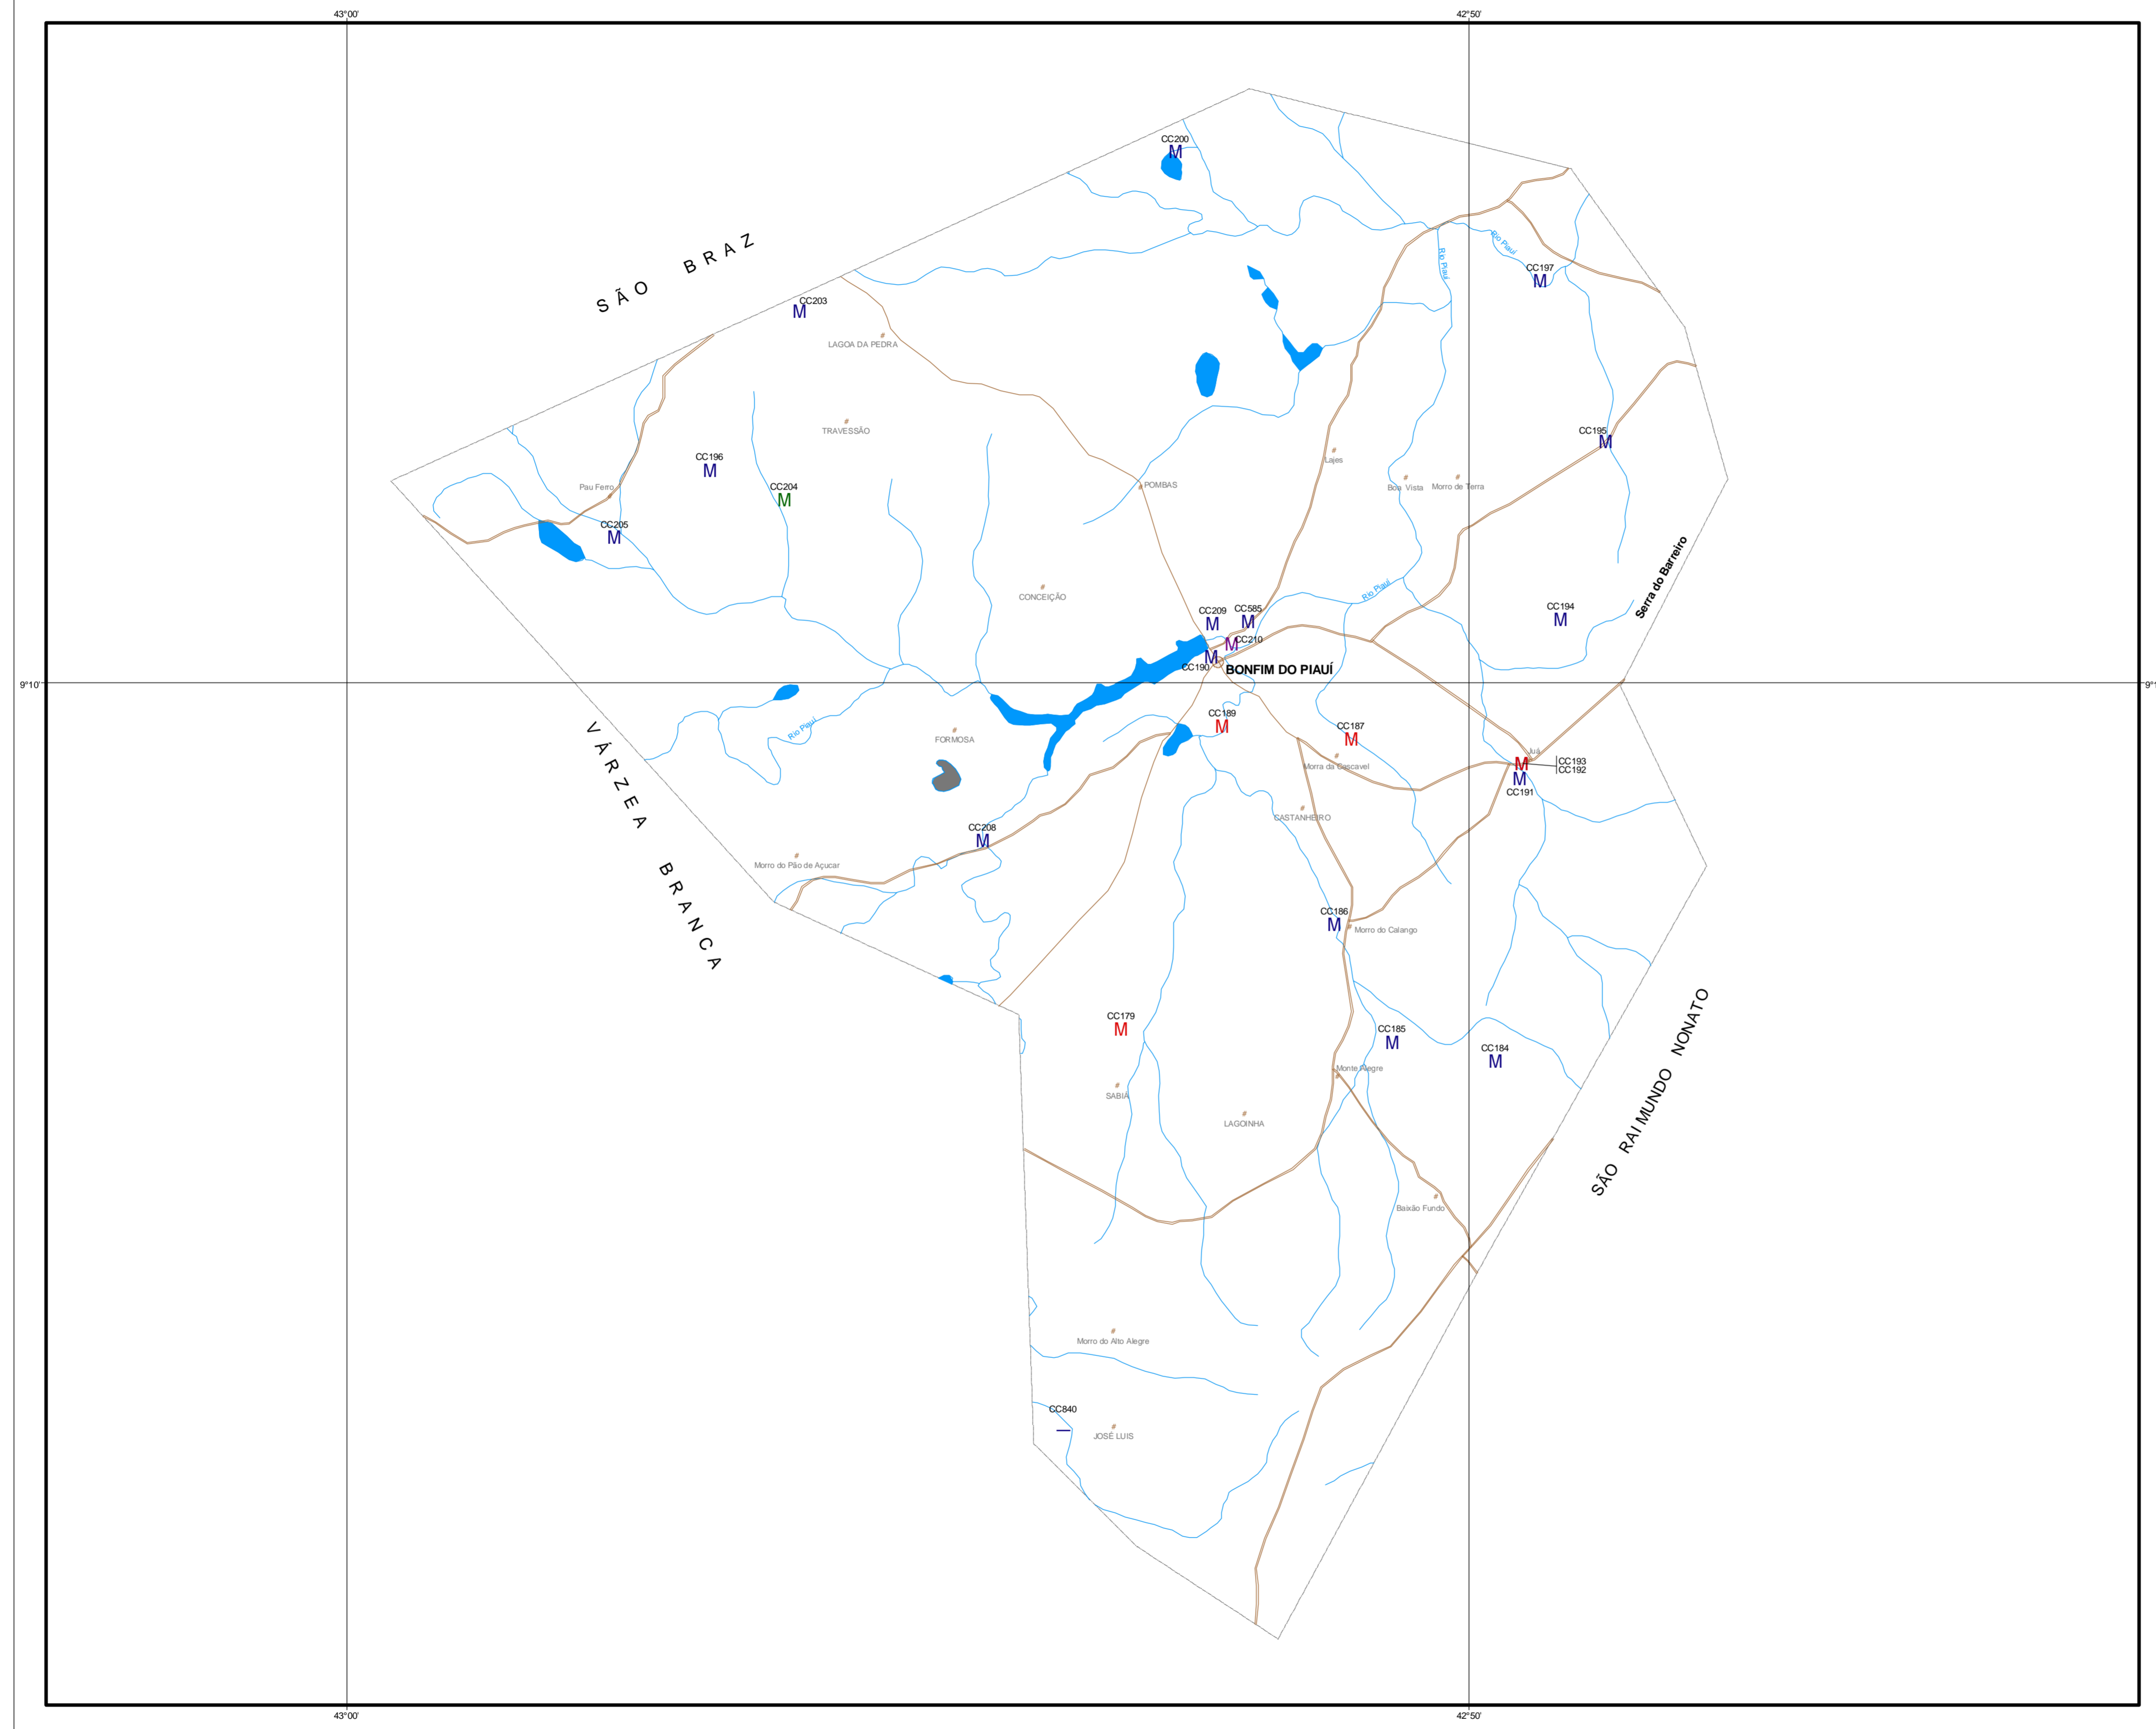 43°00'
42°50'
CC200
M
SÃO BRAZ
Rio Piauí
Rio Piauí
CC197
M
CC203
M
#
LAGOA DA PEDRA
#
TRAVESSÃO
CC195
M
CC196
M
#
Lajes
Pau Ferro
#
CC204
M
#
POMBAS
#
Boa Vista
#
Morro de Terra
CC205
M
Serra do Barreiro
#
CONCEIÇÃO
Rio Piauí
CC209
M
CC585
M
CC194
M
M
CC210
M
CC190
BONFIM DO PIAUÍ
9°10'
VÁRZEA BRANCA
Rio Piauí
#
FORMOSA
CC189
M
CC187
M
#
Morra da Cascavel
Juá
M
CC193
CC192
M
CC191
#
CASTANHEIRO
CC208
M
#
Morro do Pão de Açucar
CC186
M
#
Morro do Calango
CC179
M
CC185
M
CC184
M
SÃO RAIMUNDO NONATO
Monte Alegre
#
#
SABIÁ
#
LAGOINHA
#
Baixão Fundo
#
Morro do Alto Alegre
CC840
#
JOSÉ LUIS
43°00'
42°50'